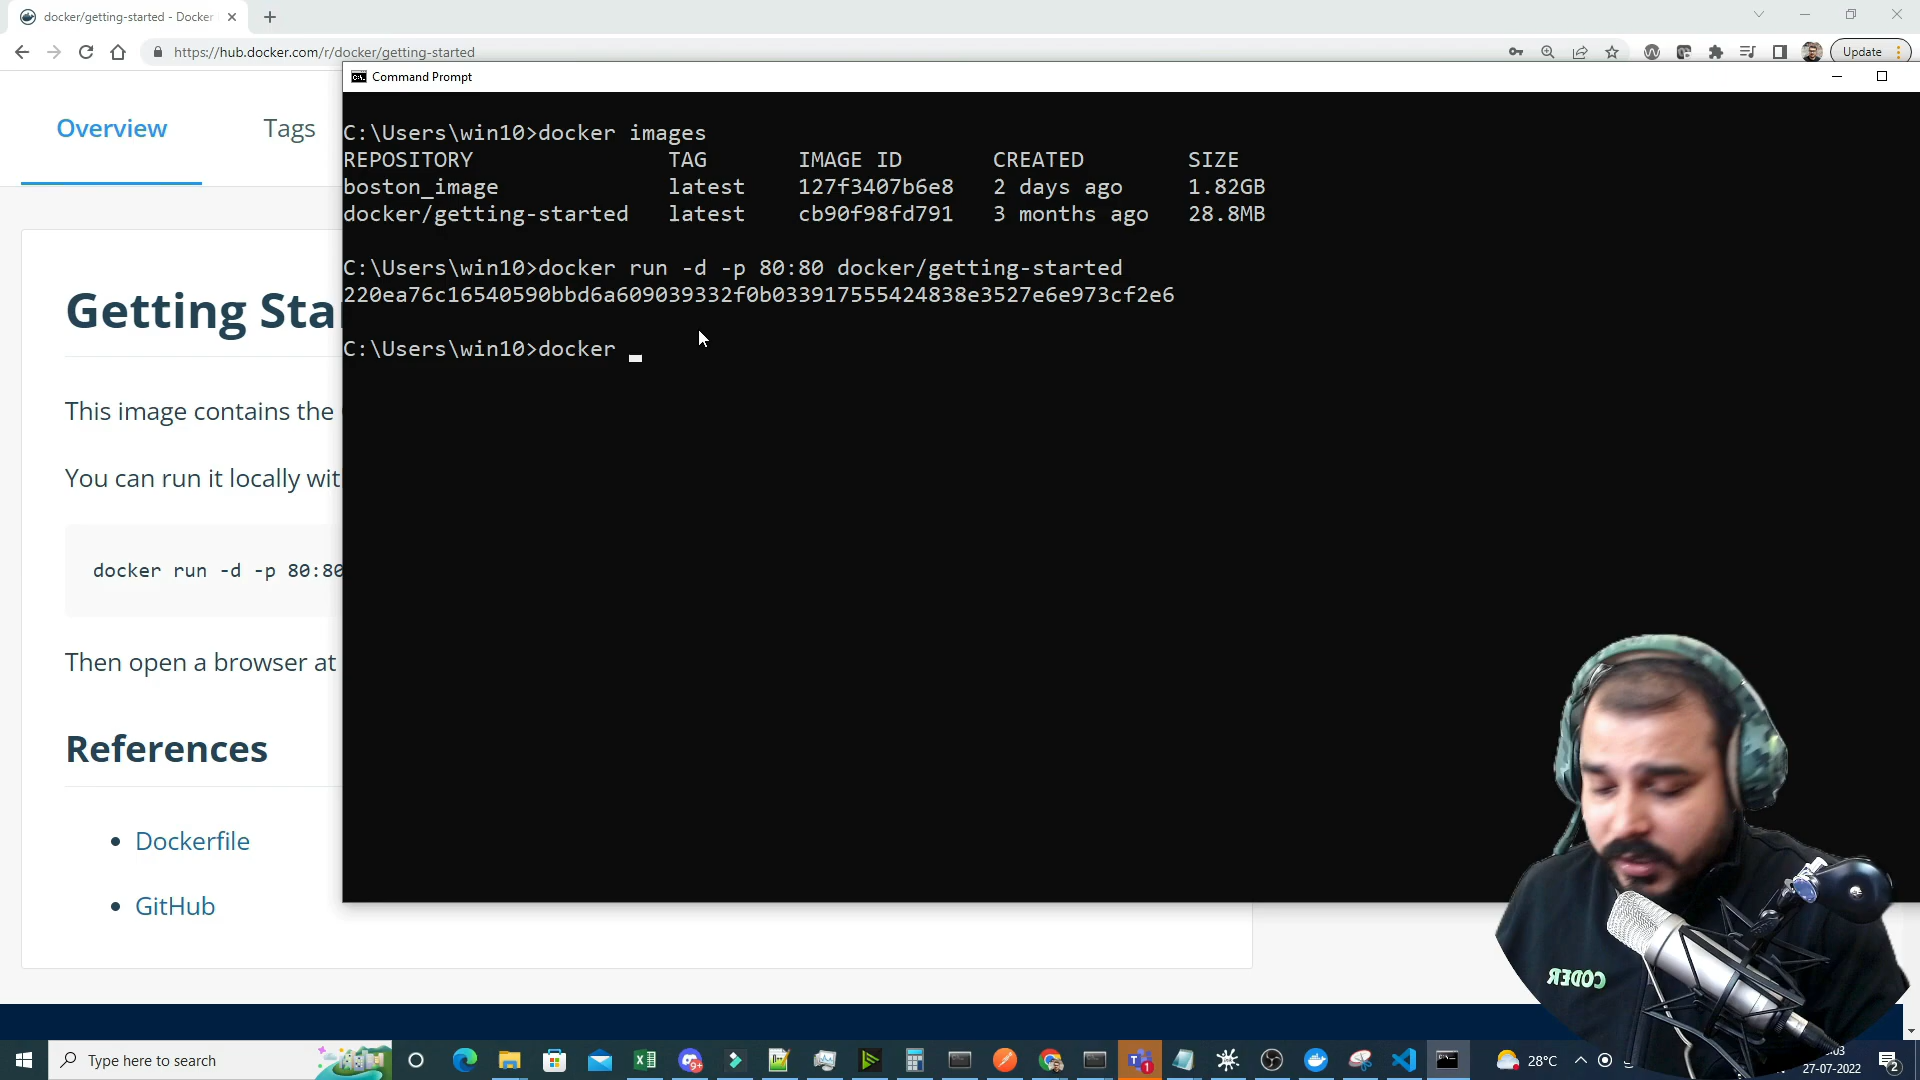 docker/getting-started - Docker
https://hub.docker.com/r/docker/getting-started
Update
Command Prompt
Overview
Tags
C:\Users\win10>docker images
REPOSITORY TAG IMAGE ID CREATED SIZE
boston_image latest 127f3407b6e8 2 days ago 1.82GB
docker/getting-started latest cb90f98fd791 3 months ago 28.8MB
C:\Users\win10>docker run -d -p 80:80 docker/getting-started
220ea76c16540590bbd6a609039332f0b033917555424838e3527e6e973cf2e6
C:\Users\win10>docker
Getting Sta
This image contains the
You can run it locally wit
docker run -d -p 80:80
Then open a browser at
References
Dockerfile
GitHub
CODER
Type here to search
28°C
27-07-2022